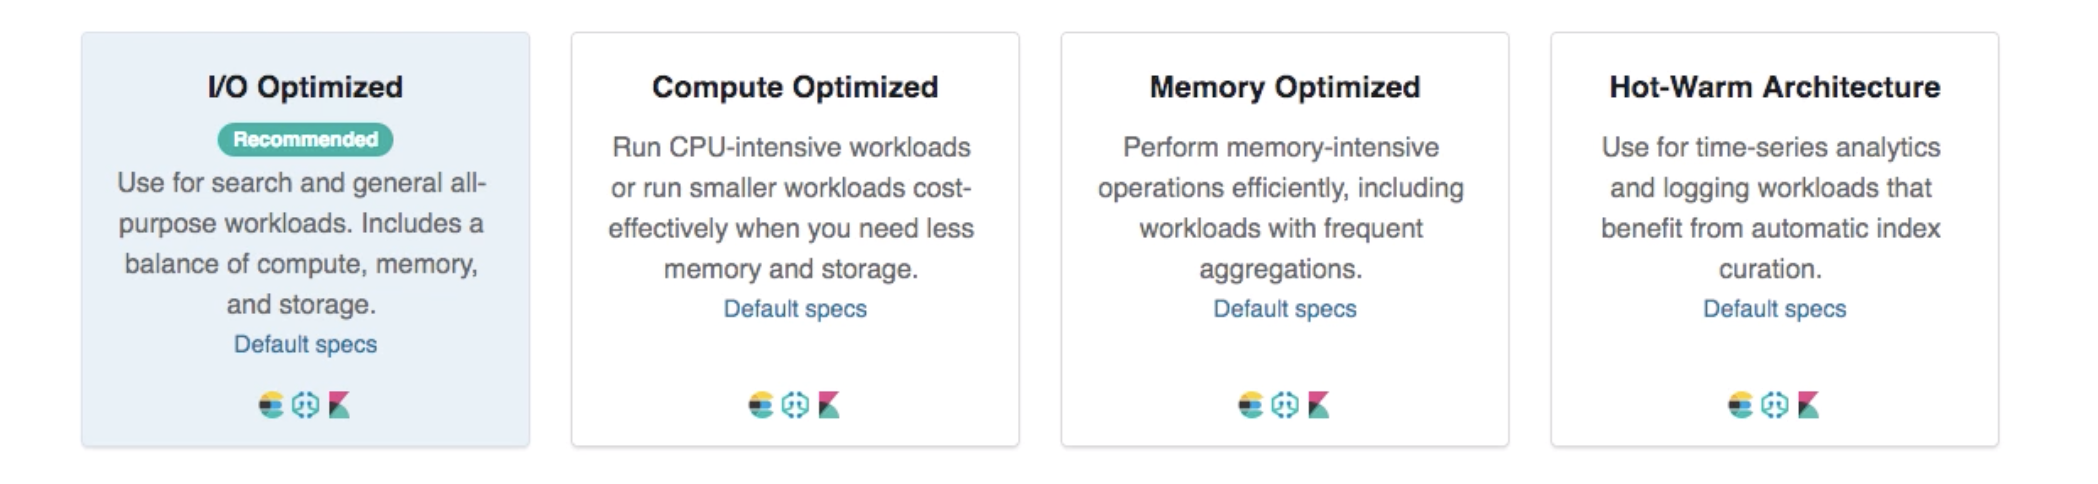 I/O Optimized
Recommended
Use for search and general all-
purpose workloads. Includes a
balance of compute, memory,
and storage.
Default specs
Compute Optimized
Run CPU-intensive workloads
or run smaller workloads cost-
effectively when you need less
memory and storage.
Default specs
Memory Optimized
Perform memory-intensive
operations efficiently, including
workloads with frequent
aggregations.
Default specs
Hot-Warm Architecture
Use for time-series analytics
and logging workloads that
benefit from automatic index
curation.
Default specs